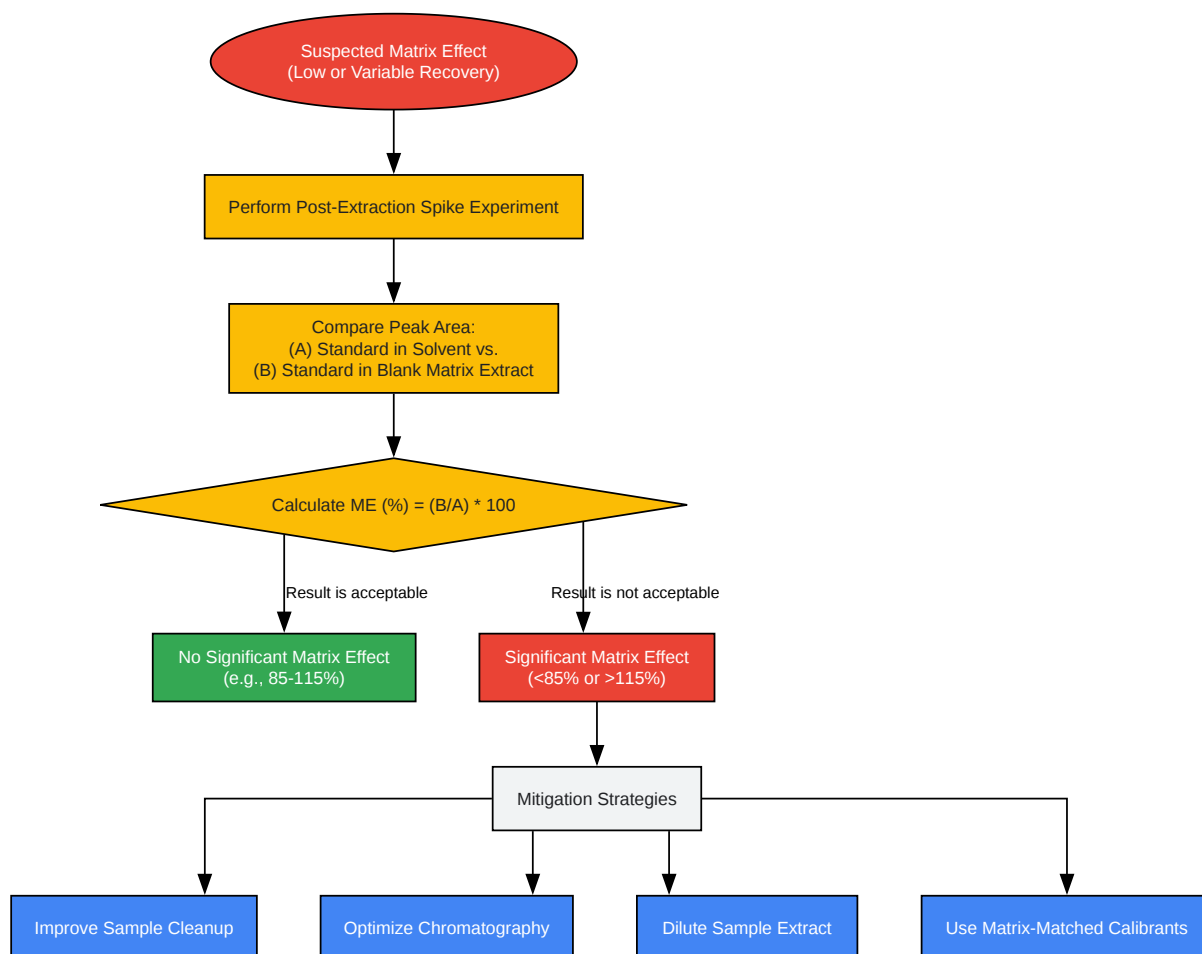 Suspected Matrix Effect
(Low or Variable Recovery)
Perform Post-Extraction Spike Experiment
Compare Peak Area:
(A) Standard in Solvent vs.
(B) Standard in Blank Matrix Extract
Calculate ME (%) = (B/A) * 100
Result is acceptable
Result is not acceptable
No Significant Matrix Effect
(e.g., 85-115%)
Significant Matrix Effect
(<85% or >115%)
Mitigation Strategies
Improve Sample Cleanup
Optimize Chromatography
Dilute Sample Extract
Use Matrix-Matched Calibrants